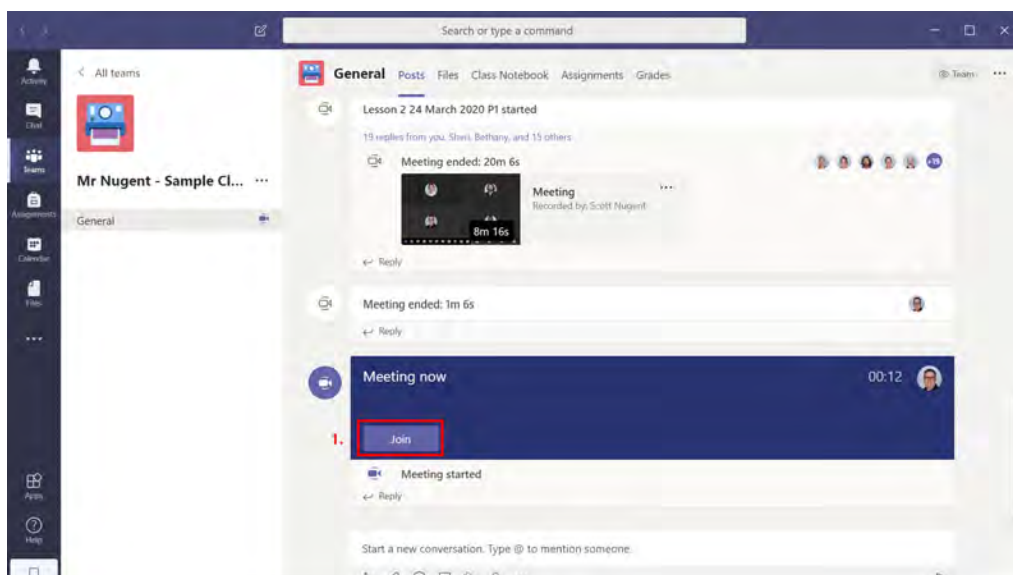 Search or type a command
Activity
Chat
Teams
Assignments
Calendar
Files
Apps
Help
All teams
Mr Nugent - Sample Cl...
General
General Posts Files Class Notebook Assignments Grades
Team
Lesson 2 24 March 2020 P1 started
19 replies from you, Bethany, and 15 others
Meeting ended: 20m 6s
+15
8m 16s
Meeting
Recorded by: Scott Nugent
Reply
Meeting ended: 1m 6s
Reply
Meeting now
00:12
1.
Join
Meeting started
Reply
Start a new conversation. Type @ to mention someone.